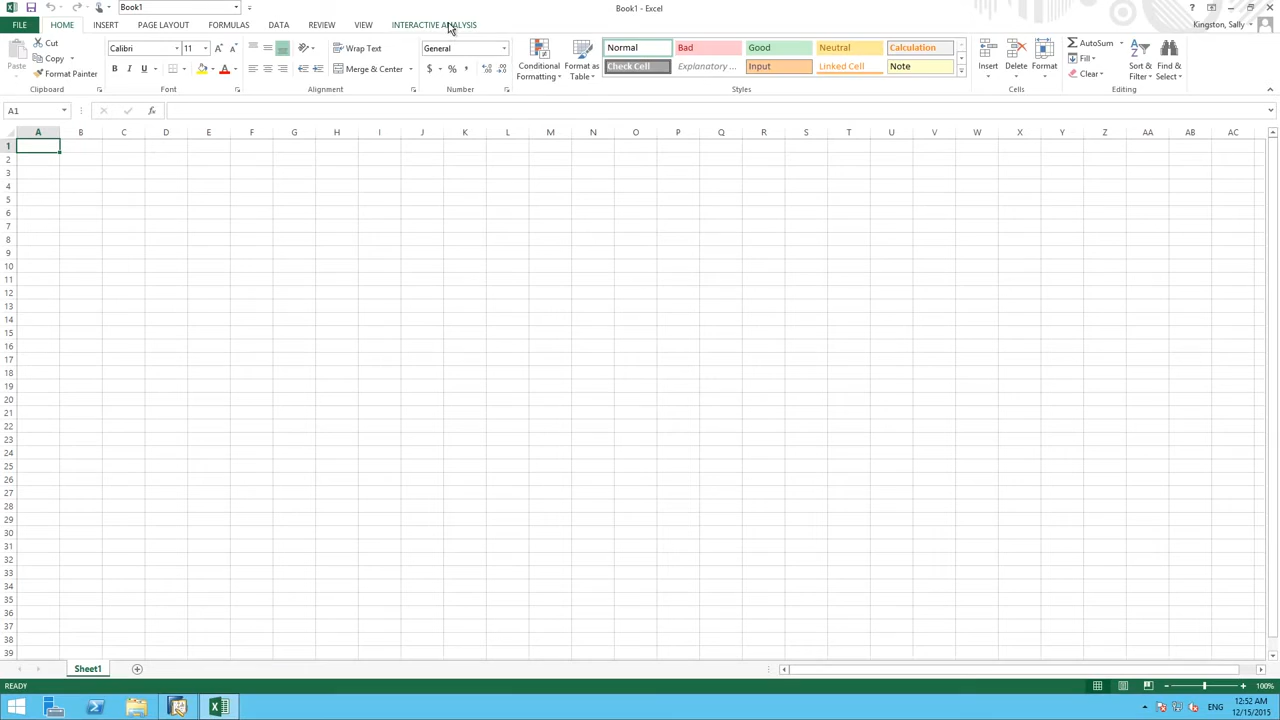 Book1
Book1 - Excel
FILE HOME INSERT PAGE LAYOUT FORMULAS DATA REVIEW VIEW INTERACTIVE ANALYSIS
Kingston, Sally
Paste
Cut
Copy
Format Painter
Clipboard
Calibri 11
B I U
Font
Wrap Text
Merge & Center
Alignment
General
$ % ,
Number
Conditional Formatting
Format as Table
Normal Bad Good Neutral Calculation
Check Cell Explanatory ... Input Linked Cell Note
Styles
Insert Delete Format
Cells
AutoSum
Fill
Clear
Sort & Filter
Find & Select
Editing
A1
A B C D E F G H I J K L M N O P Q R S T U V W X Y Z AA AB AC
1
2
3
4
5
6
7
8
9
10
11
12
13
14
15
16
17
18
19
20
21
22
23
24
25
26
27
28
29
30
31
32
33
34
35
36
37
38
39
Sheet1
READY
100%
ENG
12:52 AM
12/15/2015